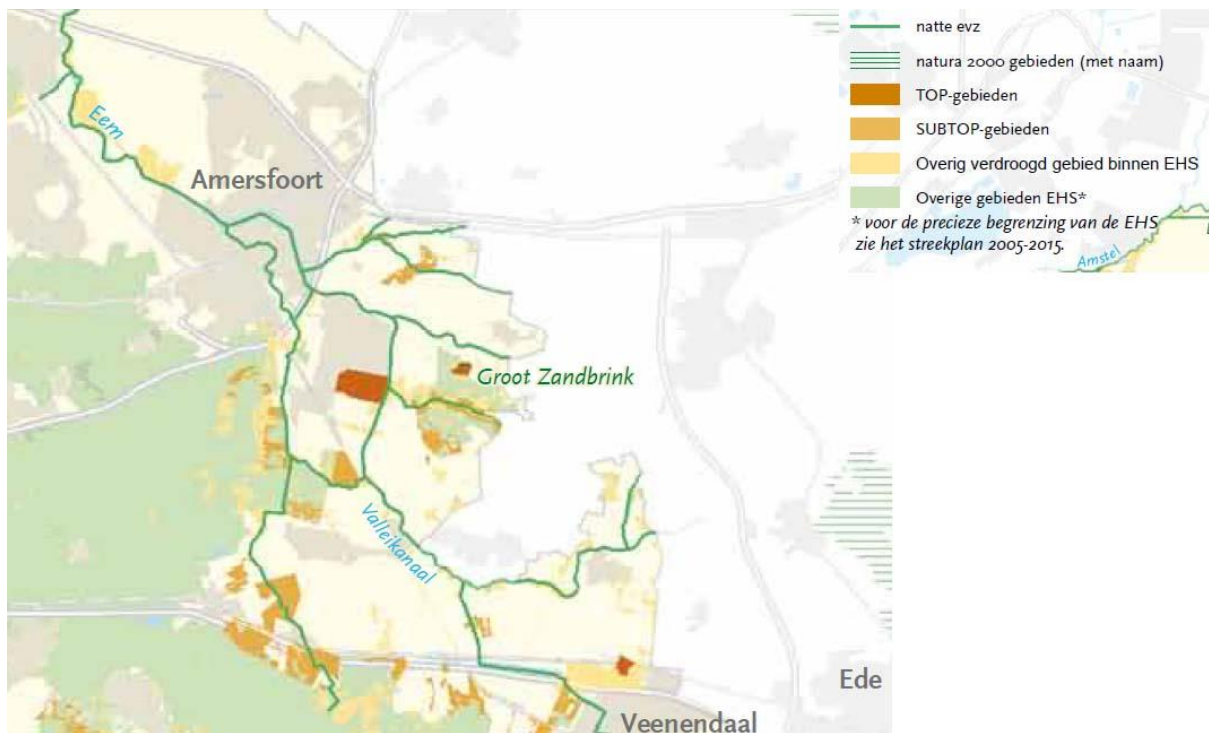 natte evz
natura 2000 gebieden (met naam)
TOP-gebieden
SUBTOP-gebieden
Overig verdroogd gebied binnen EHS
Overige gebieden EHS*
* voor de precieze begrenzing van de EHS
zie het streekplan 2005-2015.
Amstel
Eem
Amersfoort
Groot Zandbrink
Valleikanaal
Ede
Veenendaal